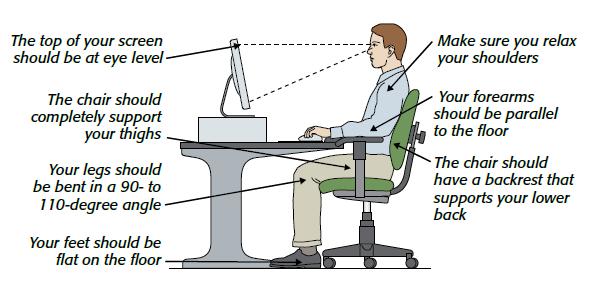 The top of your screen
should be at eye level
The chair should
completely support
your thighs
Your legs should
be bent in a 90- to
110-degree angle
Your feet should be
flat on the floor
Make sure you relax
your shoulders
Your forearms
should be parallel
to the floor
The chair should
have a backrest that
supports your lower
back